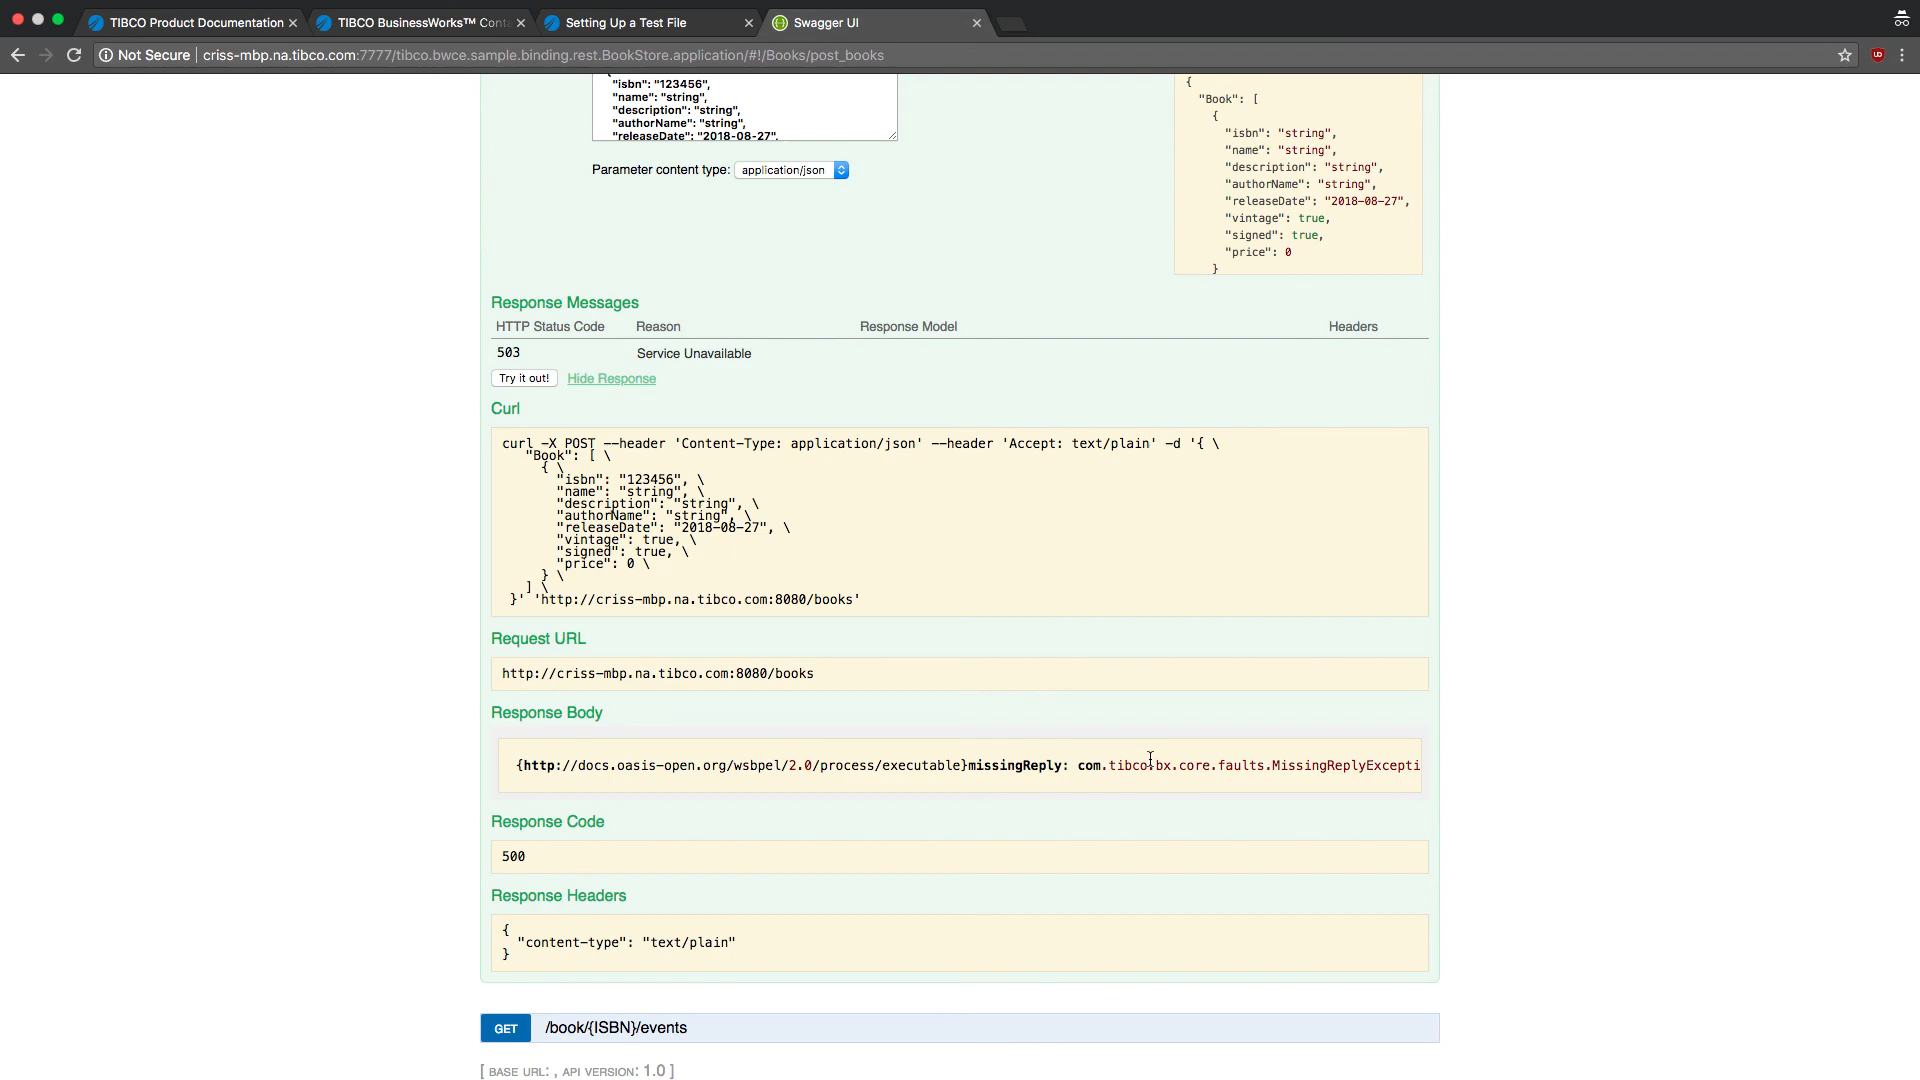 TIBCO Product Documentation
TIBCO BusinessWorks™ Cont
Setting Up a Test File
Swagger UI
Not Secure criss-mbp.na.tibco.com:7777/tibco.bwce.sample.binding.rest.BookStore.application/#!/Books/post_books
"isbn": "123456",
"name": "string",
"description": "string",
"authorName": "string",
"releaseDate": "2018-08-27",
Parameter content type: application/json
{
"Book": [
{
"isbn": "string",
"name": "string",
"description": "string",
"authorName": "string",
"releaseDate": "2018-08-27",
"vintage": true,
"signed": true,
"price": 0
}
Response Messages
HTTP Status Code Reason Response Model Headers
503 Service Unavailable
Try it out! Hide Response
Curl
curl -X POST --header 'Content-Type: application/json' --header 'Accept: text/plain' -d '{ \
"Book": [ \
{ \
"isbn": "123456", \
"name": "string", \
"description": "string", \
"authorName": "string", \
"releaseDate": "2018-08-27", \
"vintage": true, \
"signed": true, \
"price": 0 \
} \
] \
}' 'http://criss-mbp.na.tibco.com:8080/books'
Request URL
http://criss-mbp.na.tibco.com:8080/books
Response Body
{http://docs.oasis-open.org/wsbpel/2.0/process/executable}missingReply: com.tibco.bx.core.faults.MissingReplyExcepti
Response Code
500
Response Headers
{
"content-type": "text/plain"
}
GET /book/{ISBN}/events
[ BASE URL: , API VERSION: 1.0 ]